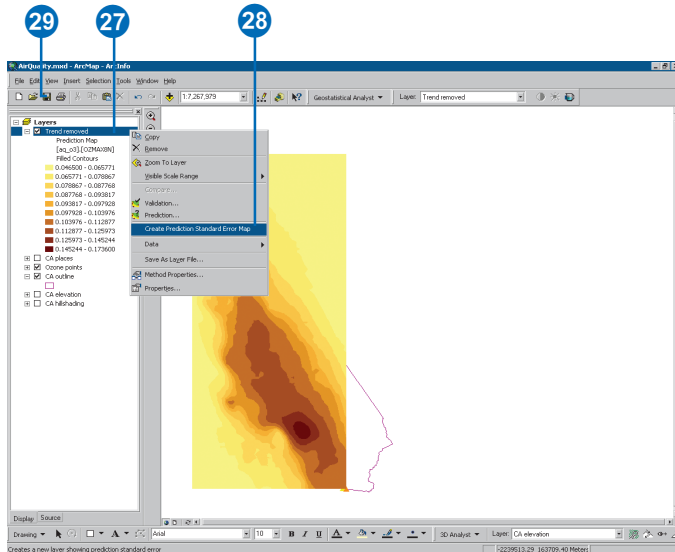 29 27 28
AirQuality.mxd - ArcMap - ArcInfo
File Edit View Insert Selection Tools Window Help
1:7,267,979 Geostatistical Analyst Layer: Trend removed
Layers
Trend removed
Prediction Map
[aq_o3].[OZMAX8N]
Filled Contours
0.046500 - 0.065771
0.065771 - 0.078867
0.078867 - 0.087768
0.087768 - 0.093817
0.093817 - 0.097928
0.097928 - 0.103976
0.103976 - 0.112877
0.112877 - 0.125973
0.125973 - 0.145244
0.145244 - 0.173600
CA places
Ozone points
CA outline
CA elevation
CA hillshading
Copy
Remove
Zoom To Layer
Visible Scale Range
Compare...
Validation...
Prediction...
Create Prediction Standard Error Map
Data
Save As Layer File...
Method Properties...
Properties...
Display Source
Drawing A Arial 10 B I U A 3D Analyst Layer: CA elevation
Creates a new layer showing prediction standard error -2239513.29 163709.40 Meters